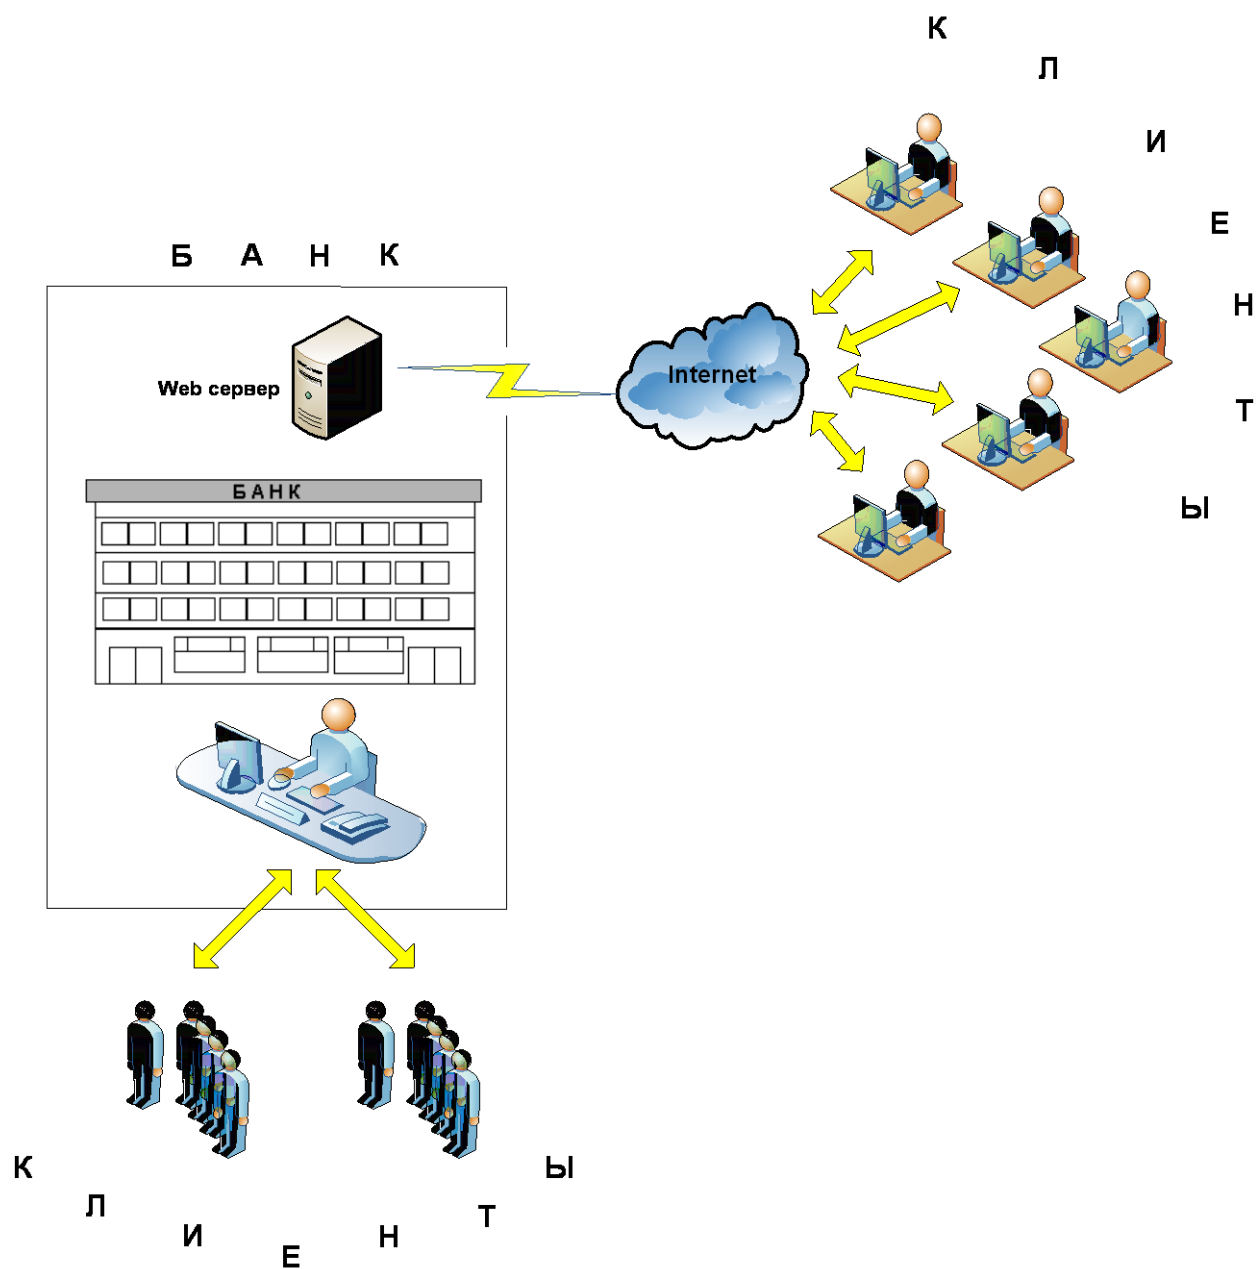 К Л И Е Н Т Ы
Б А Н К
Web сервер
Internet
БАНК
К Л И Е Н Т Ы